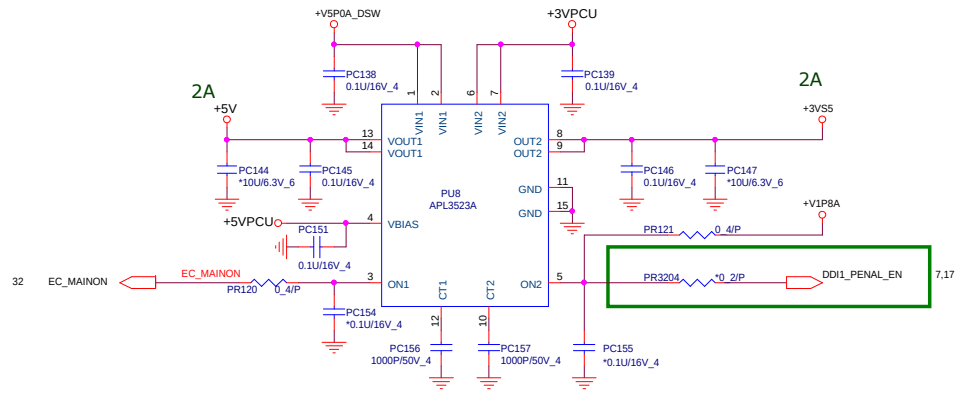 +V5P0A_DSW
+3VPCU
PC138
0.1U/16V_4
PC139
0.1U/16V_4
2A
+5V
2A
+3VS5
1
2
6
7
VIN1
VIN1
VIN2
VIN2
13
VOUT1
14
VOUT1
OUT2
8
OUT2
9
PC144
*10U/6.3V_6
PC145
0.1U/16V_4
PU8
APL3523A
PC146
0.1U/16V_4
PC147
*10U/6.3V_6
GND
11
GND
15
+5VPCU
PC151
0.1U/16V_4
4
VBIAS
+V1P8A
PR121
0_4/P
32
EC_MAINON
EC_MAINON
PR120
0_4/P
3
ON1
ON2
5
PR3204
*0_2/P
DDI1_PENAL_EN
7,17
CT1
CT2
12
10
PC154
*0.1U/16V_4
PC156
1000P/50V_4
PC157
1000P/50V_4
PC155
*0.1U/16V_4